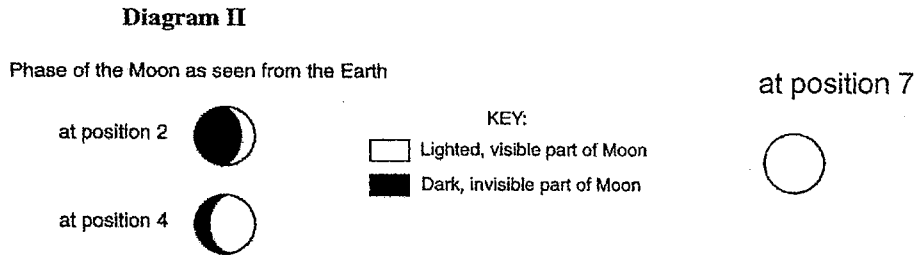 Diagram II
Phase of the Moon as seen from the Earth
at position 7
at position 2
KEY:
Lighted, visible part of Moon
Dark, invisible part of Moon
at position 4